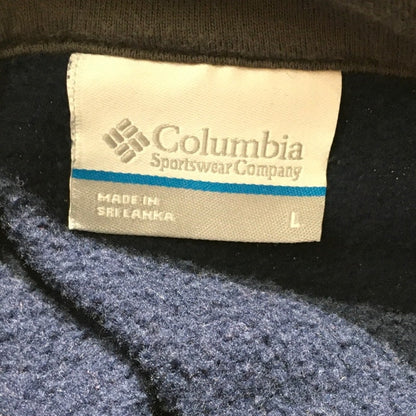 Columbia
Sportswear Company
MADE IN
SRI LANKA
L